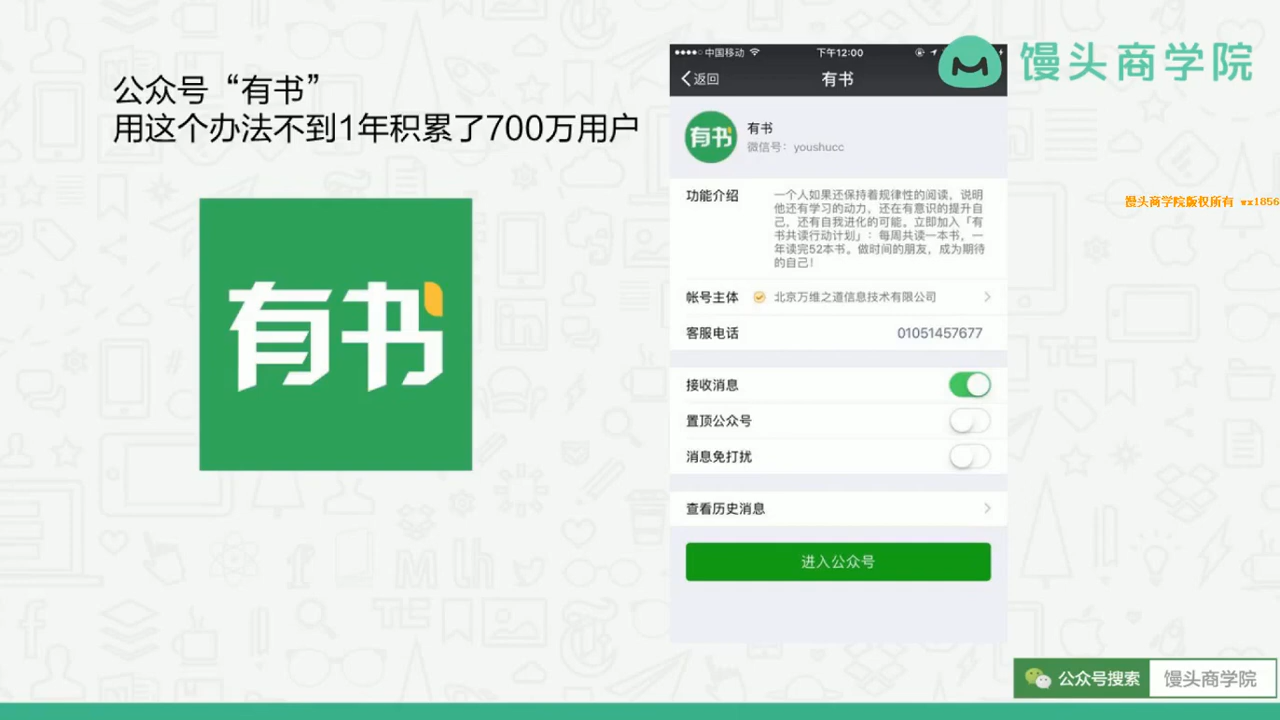 公众号“有书”
用这个办法不到1年积累了700万用户
有书
中国移动
下午12:00
返回
有书
馒头商学院
有书
有书
微信号：youshucc
功能介绍
一个人如果还保持着规律性的阅读，说明
他还有学习的动力，还在有意识的提升自
己，还有自我进化的可能。立即加入「有
书共读行动计划」：每周共读一本书，一
年读完52本书。做时间的朋友，成为期待
的自己！
帐号主体
北京万维之道信息技术有限公司
客服电话
01051457677
接收消息
置顶公众号
消息免打扰
查看历史消息
进入公众号
馒头商学院版权所有 wx1856
公众号搜索
馒头商学院